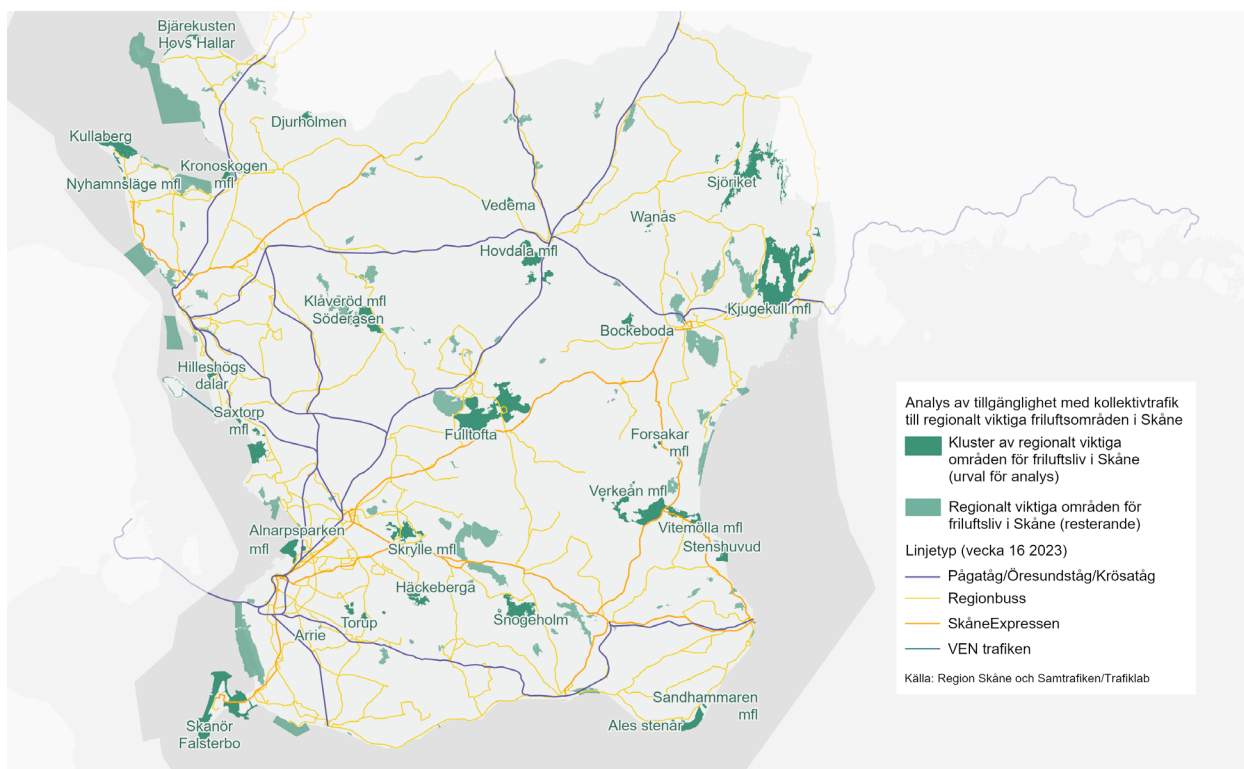 Bjärekusten
Hovs Hallar
Djurholmen
Kullaberg
Kronoskogen
mfl
Nyhamnsläge mfl
Sjöriket
Vedema
Wanås
Hovdala mfl
Klåveröd mfl
Söderåsen
Kjugekull mfl
Bockeboda
Hilleshögs
dalar
Saxtorp
mfl
Fulltofta
Forsakar
mfl
Verkeån mfl
Vitemölla mfl
Stenshuvud
Alnarpsparken
mfl
Skrylle mfl
Häckeberga
Snogeholm
Torup
Arrie
Sandhammaren
mfl
Ales stenar
Skanör
Falsterbo
Analys av tillgänglighet med kollektivtrafik
till regionalt viktiga friluftsområden i Skåne
Kluster av regionalt viktiga
områden för friluftsliv i Skåne
(urval för analys)
Regionalt viktiga områden för
friluftsliv i Skåne (resterande)
Linjetyp (vecka 16 2023)
Pågatåg/Öresundståg/Krösatåg
Regionbuss
SkåneExpressen
VEN trafiken
Källa: Region Skåne och Samtrafiken/Trafiklab